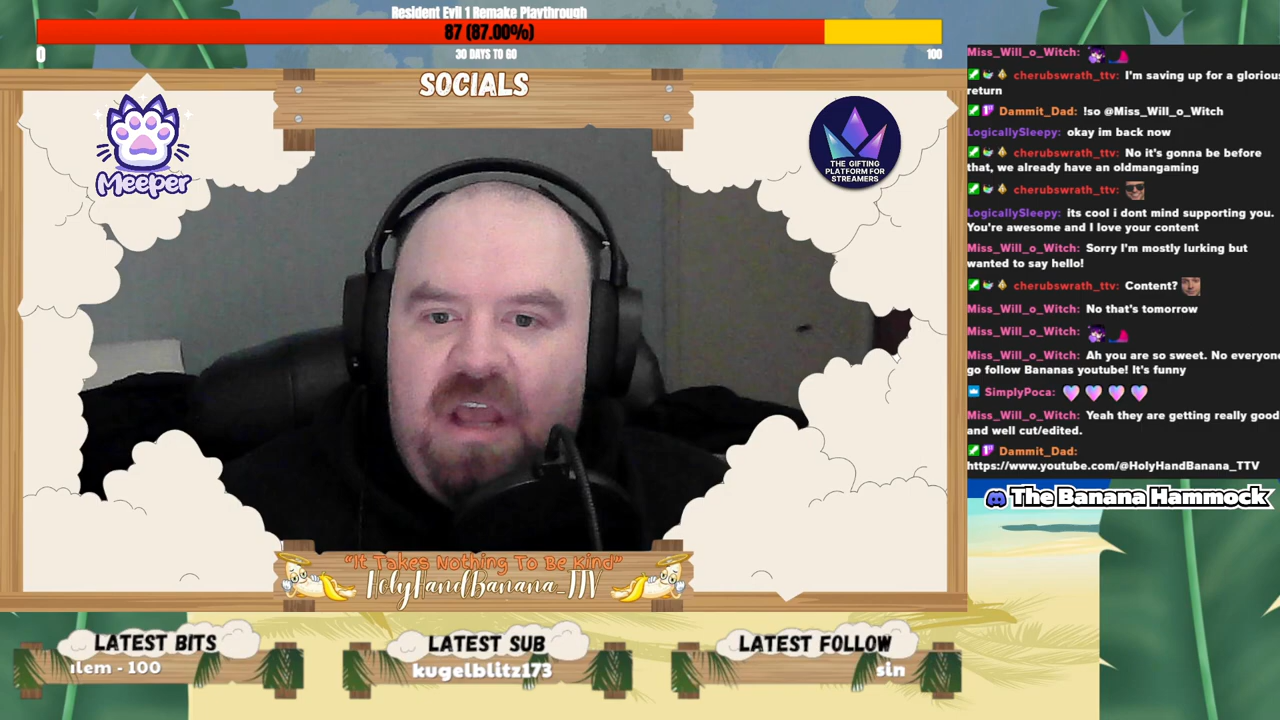 Resident Evil 1 Remake Playthrough
87 (87.00%)
0
30 DAYS TO GO
100
SOCIALS
Meeper
THE GIFTING
PLATFORM FOR
STREAMERS
"It Takes Nothing To Be Kind"
HolyHandBanana_TTV
LATEST BITS
ılem - 100
LATEST SUB
kugelblitz173
LATEST FOLLOW
sin
Miss_Will_o_Witch:
cherubswrath_ttv: I'm saving up for a glorious
return
Dammit_Dad: !so @Miss_Will_o_Witch
LogicallySleepy: okay im back now
cherubswrath_ttv: No it's gonna be before
that, we already have an oldmangaming
cherubswrath_ttv:
LogicallySleepy: its cool i dont mind supporting you.
You're awesome and I love your content
Miss_Will_o_Witch: Sorry I'm mostly lurking but
wanted to say hello!
cherubswrath_ttv: Content?
Miss_Will_o_Witch: No that's tomorrow
Miss_Will_o_Witch:
Miss_Will_o_Witch: Ah you are so sweet. No everyone
go follow Bananas youtube! It's funny
SimplyPoca:
Miss_Will_o_Witch: Yeah they are getting really good
and well cut/edited.
Dammit_Dad:
https://www.youtube.com/@HolyHandBanana_TTV
The Banana Hammock